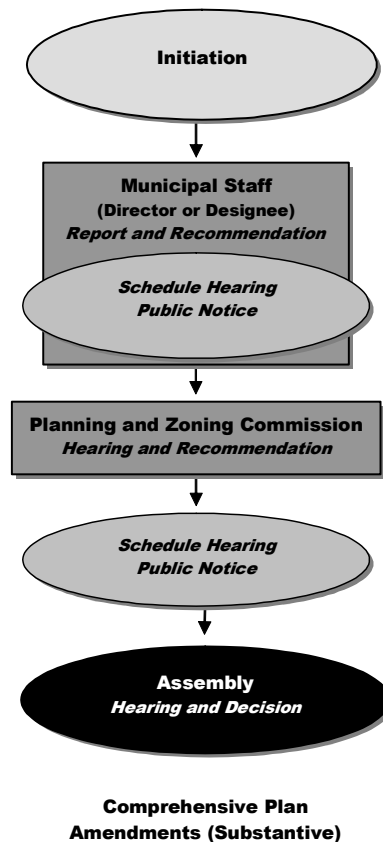 Initiation
Municipal Staff
(Director or Designee)
Report and Recommendation
Schedule Hearing
Public Notice
Planning and Zoning Commission
Hearing and Recommendation
Schedule Hearing
Public Notice
Assembly
Hearing and Decision
Comprehensive Plan
Amendments (Substantive)